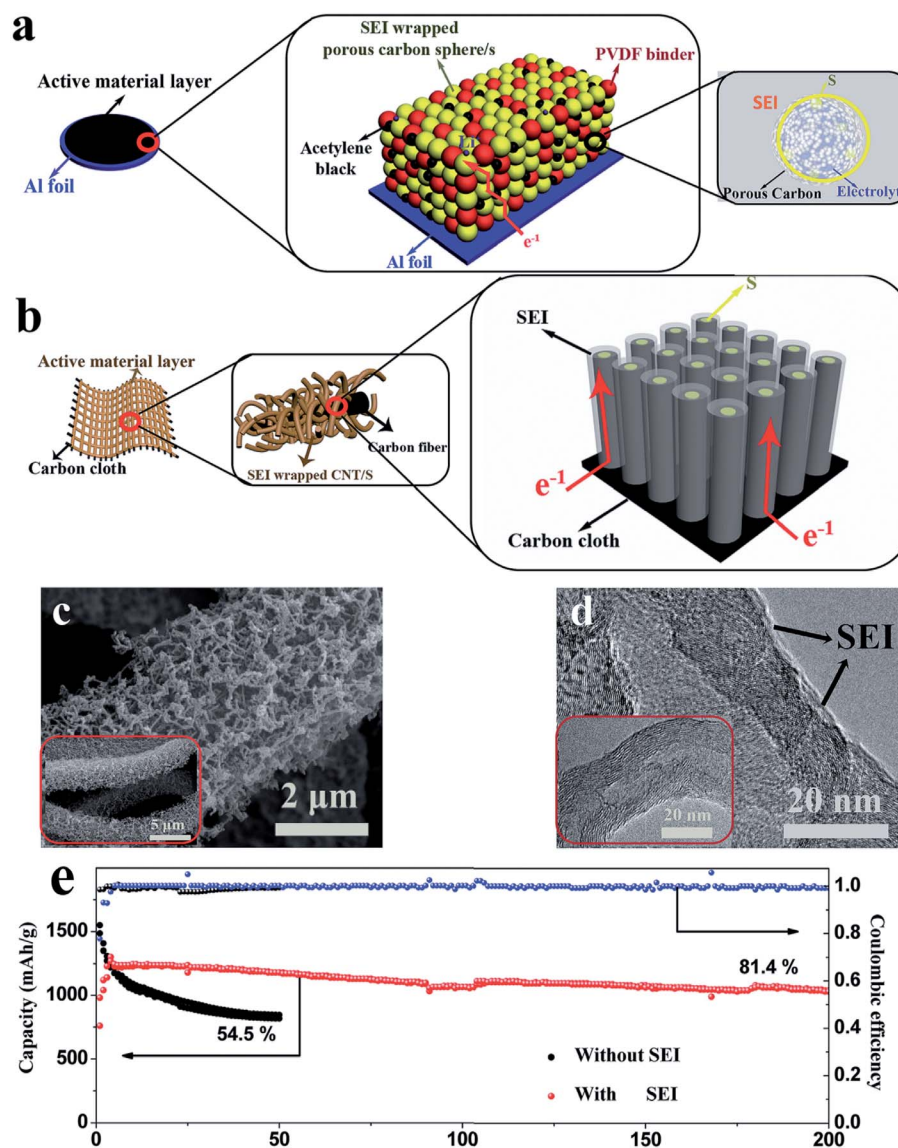 a
SEI wrapped
porous carbon sphere/s
PVDF binder
Active material layer
S
SEI
Acetylene
black
Li
Al foil
Porous Carbon
Electrolyt
e⁻¹
Al foil
b
S
SEI
Active material layer
Carbon fiber
Carbon cloth
SEI wrapped CNT/S
e⁻¹
Carbon cloth
e⁻¹
c
5 µm
2 µm
d
SEI
20 nm
20 nm
e
Capacity (mAh/g)
1500
1000
500
0
54.5 %
81.4 %
Without SEI
With SEI
1.0
0.8
0.6
0.4
0.2
0.0
Coulombic efficiency
0
50
100
150
200